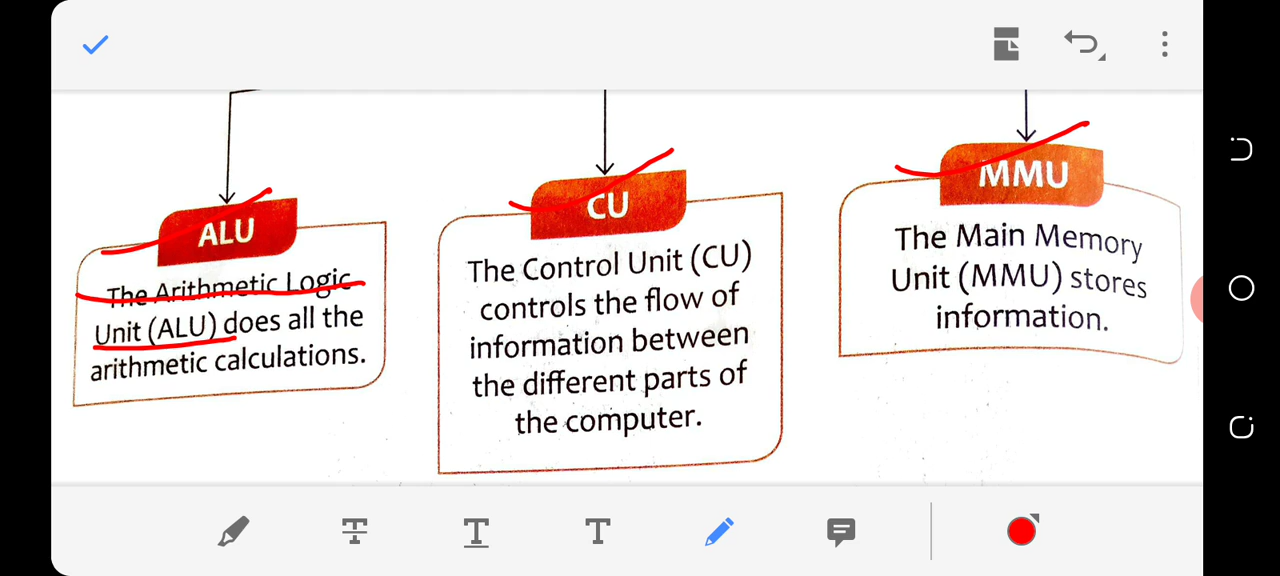 ALU
The Arithmetic Logic
Unit (ALU) does all the
arithmetic calculations.
CU
The Control Unit (CU)
controls the flow of
information between
the different parts of
the computer.
MMU
The Main Memory
Unit (MMU) stores
information.